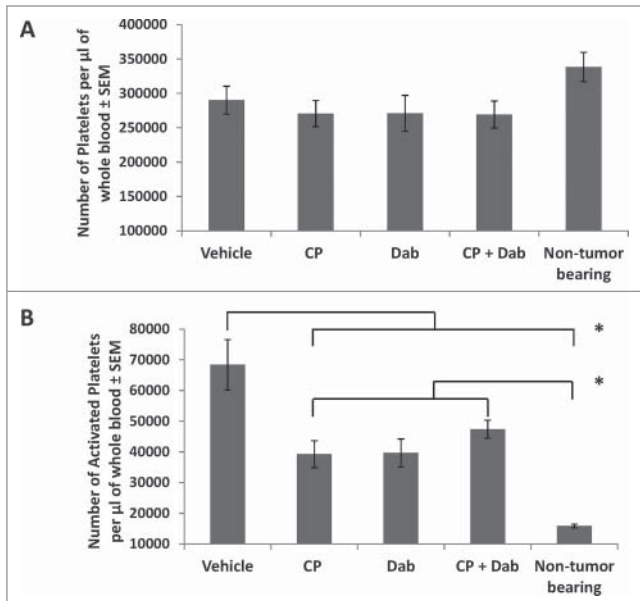 A
Number of Platelets per µl of
whole blood ± SEM
400000
350000
300000
250000
200000
150000
100000
Vehicle
CP
Dab
CP + Dab
Non-tumor
bearing
B
Number of Activated Platelets
per µl of whole blood ± SEM
80000
70000
60000
50000
40000
30000
20000
10000
*
*
Vehicle
CP
Dab
CP + Dab
Non-tumor
bearing